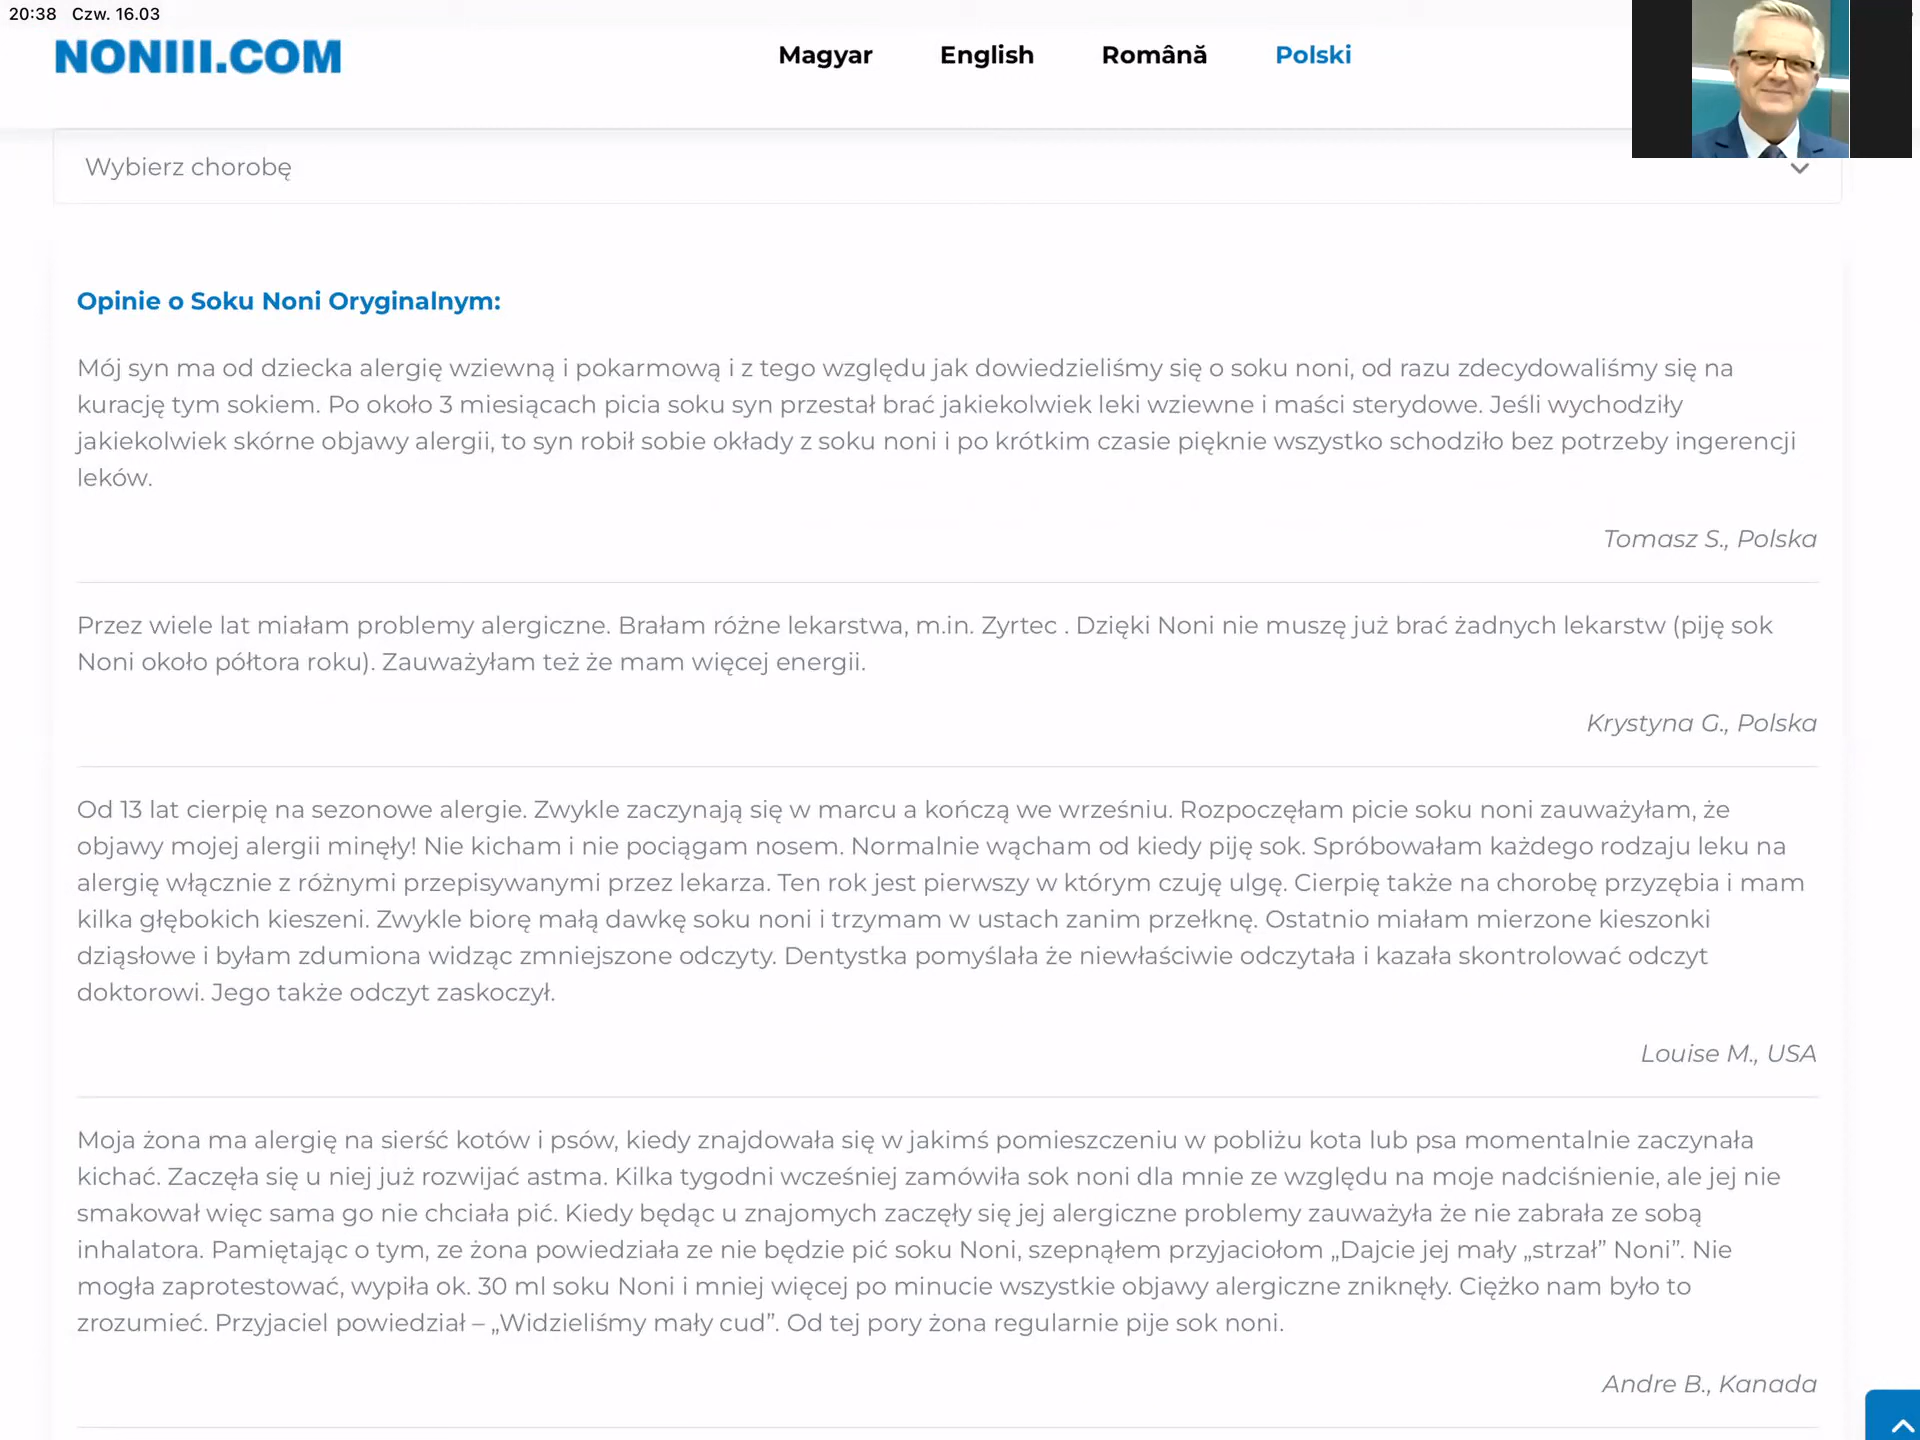 20:38 Czw. 16.03
NONIII.COM
Magyar English Română Polski
Wybierz chorobę
Opinie o Soku Noni Oryginalnym:
Mój syn ma od dziecka alergię wziewną i pokarmową i z tego względu jak dowiedzieliśmy się o soku noni, od razu zdecydowaliśmy się na
kurację tym sokiem. Po około 3 miesiącach picia soku syn przestał brać jakiekolwiek leki wziewne i maści sterydowe. Jeśli wychodziły
jakiekolwiek skórne objawy alergii, to syn robił sobie okłady z soku noni i po krótkim czasie pięknie wszystko schodziło bez potrzeby ingerencji
leków.
Tomasz S., Polska
Przez wiele lat miałam problemy alergiczne. Brałam różne lekarstwa, m.in. Zyrtec . Dzięki Noni nie muszę już brać żadnych lekarstw (piję sok
Noni około półtora roku). Zauważyłam też że mam więcej energii.
Krystyna G., Polska
Od 13 lat cierpię na sezonowe alergie. Zwykle zaczynają się w marcu a kończą we wrześniu. Rozpoczęłam picie soku noni zauważyłam, że
objawy mojej alergii minęły! Nie kicham i nie pociągam nosem. Normalnie wącham od kiedy piję sok. Spróbowałam każdego rodzaju leku na
alergię włącznie z różnymi przepisywanymi przez lekarza. Ten rok jest pierwszy w którym czuję ulgę. Cierpię także na chorobę przyzębia i mam
kilka głębokich kieszeni. Zwykle biorę małą dawkę soku noni i trzymam w ustach zanim przełknę. Ostatnio miałam mierzone kieszonki
dziąsłowe i byłam zdumiona widząc zmniejszone odczyty. Dentystka pomyślała że niewłaściwie odczytała i kazała skontrolować odczyt
doktorowi. Jego także odczyt zaskoczył.
Louise M., USA
Moja żona ma alergię na sierść kotów i psów, kiedy znajdowała się w jakimś pomieszczeniu w pobliżu kota lub psa momentalnie zaczynała
kichać. Zaczęła się u niej już rozwijać astma. Kilka tygodni wcześniej zamówiła sok noni dla mnie ze względu na moje nadciśnienie, ale jej nie
smakował więc sama go nie chciała pić. Kiedy będąc u znajomych zaczęły się jej alergiczne problemy zauważyła że nie zabrała ze sobą
inhalatora. Pamiętając o tym, ze żona powiedziała ze nie będzie pić soku Noni, szepnąłem przyjaciołom „Dajcie jej mały „strzał” Noni”. Nie
mogła zaprotestować, wypiła ok. 30 ml soku Noni i mniej więcej po minucie wszystkie objawy alergiczne zniknęły. Ciężko nam było to
zrozumieć. Przyjaciel powiedział – „Widzieliśmy mały cud”. Od tej pory żona regularnie pije sok noni.
Andre B., Kanada